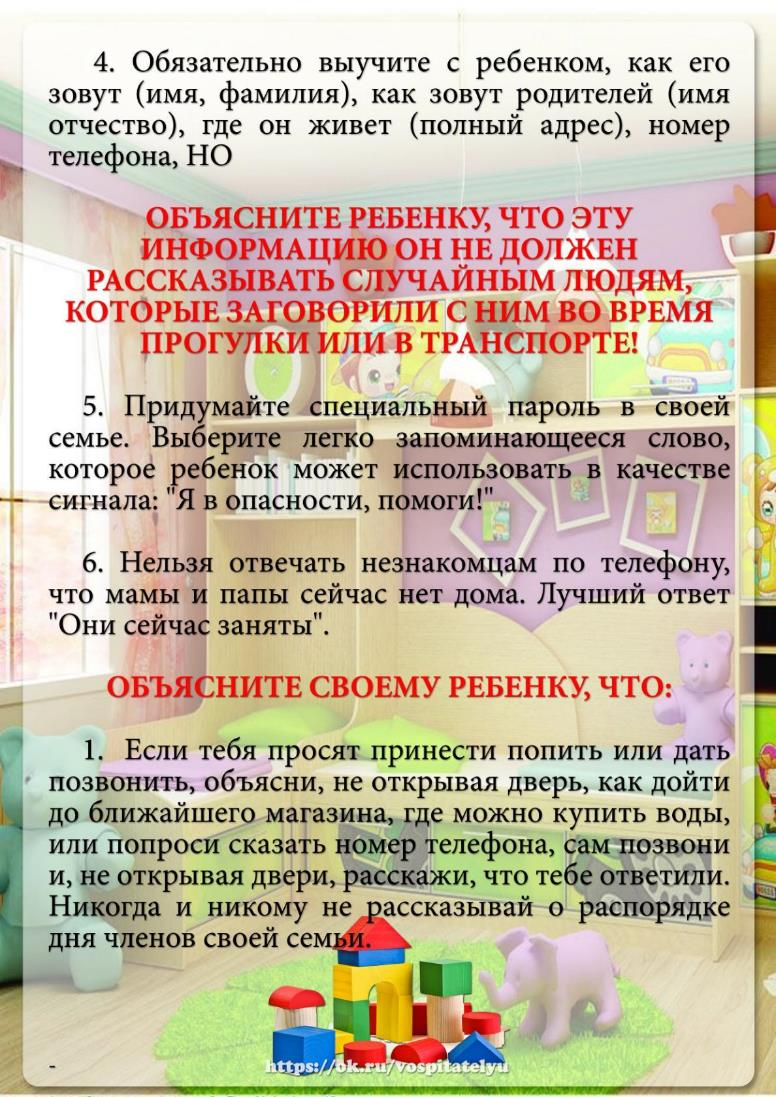 4. Обязательно выучите с ребенком, как его
зовут (имя, фамилия), как зовут родителей (имя
отчество), где он живет (полный адрес), номер
телефона, НО
ОБЪЯСНИТЕ РЕБЕНКУ, ЧТО ЭТУ
ИНФОРМАЦИЮ ОН НЕ ДОЛЖЕН
РАССКАЗЫВАТЬ СЛУЧАЙНЫМ ЛЮДЯМ,
КОТОРЫЕ ЗАГОВОРИЛИ С НИМ ВО ВРЕМЯ
ПРОГУЛКИ ИЛИ В ТРАНСПОРТЕ!
5. Придумайте специальный пароль в своей
семье. Выберите легко запоминающееся слово,
которое ребенок может использовать в качестве
сигнала: "Я в опасности, помоги!"
6. Нельзя отвечать незнакомцам по телефону,
что мамы и папы сейчас нет дома. Лучший ответ
"Они сейчас заняты".
ОБЪЯСНИТЕ СВОЕМУ РЕБЕНКУ, ЧТО:
1. Если тебя просят принести попить или дать
позвонить, объясни, не открывая дверь, как дойти
до ближайшего магазина, где можно купить воды,
или попроси сказать номер телефона, сам позвони
и, не открывая двери, расскажи, что тебе ответили.
Никогда и никому не рассказывай о распорядке
дня членов своей семьи.
-
https://ok.ru/vospitatelyu